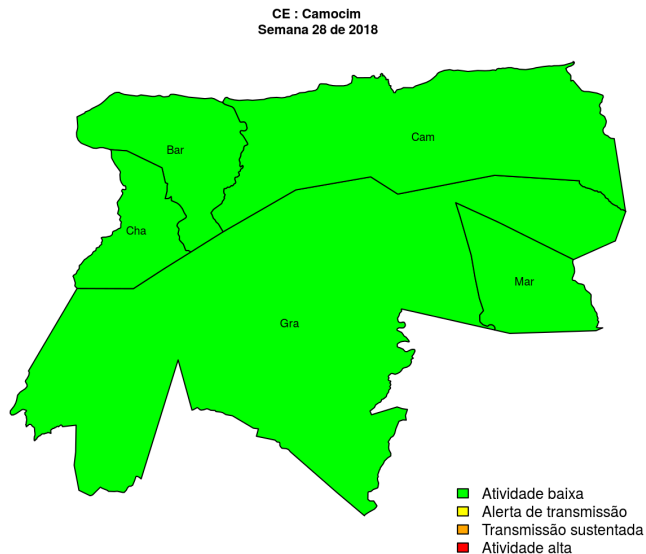 CE : Camocim
Semana 28 de 2018
Bar
Cam
Cha
Mar
Gra
Atividade baixa
Alerta de transmissão
Transmissão sustentada
Atividade alta